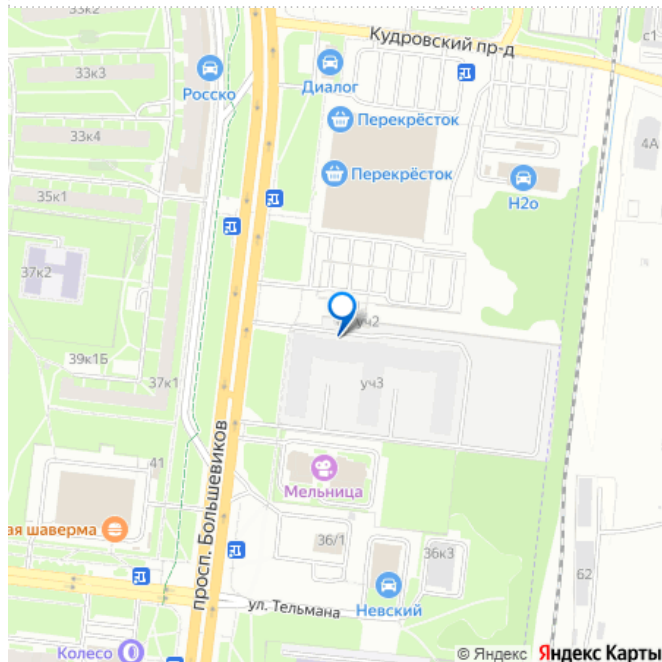 33к2
Кудровский пр-д
с1
33к3
Росско
Диалог
33к4
Перекрёсток
4А
Перекрёсток
35к1
Н2о
37к2
уч2
39к1Б
37к1
уч3
просп. Большевиков
41
Мельница
ая шаверма
36/1
36к3
62
ул. Тельмана
Невский
Колесо
© Яндекс Яндекс Карты